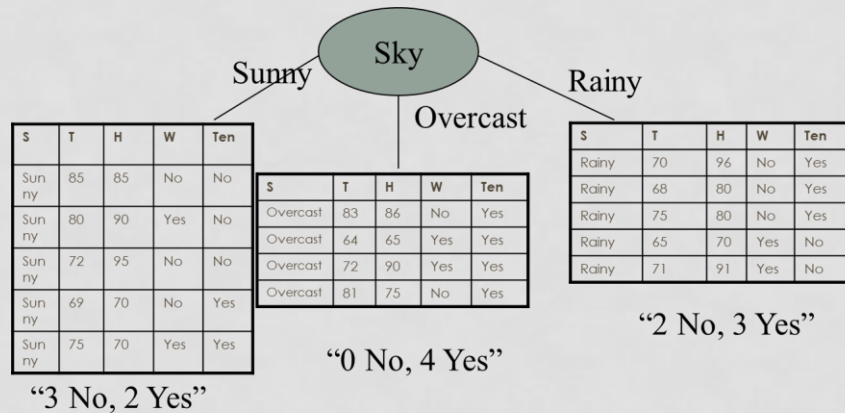 Sky
Sunny
Overcast
Rainy
S T H W Ten
Sun
ny 85 85 No No
Sun
ny 80 90 Yes No
Sun
ny 72 95 No No
Sun
ny 69 70 No Yes
Sun
ny 75 70 Yes Yes
“3 No, 2 Yes”
S T H W Ten
Overcast 83 86 No Yes
Overcast 64 65 Yes Yes
Overcast 72 90 Yes Yes
Overcast 81 75 No Yes
“0 No, 4 Yes”
S T H W Ten
Rainy 70 96 No Yes
Rainy 68 80 No Yes
Rainy 75 80 No Yes
Rainy 65 70 Yes No
Rainy 71 91 Yes No
“2 No, 3 Yes”